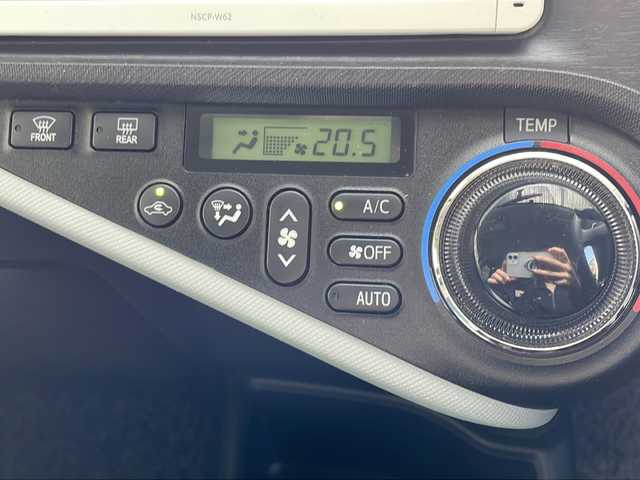 NSCP-W62
FRONT
REAR
20.5
TEMP
A/C
OFF
AUTO